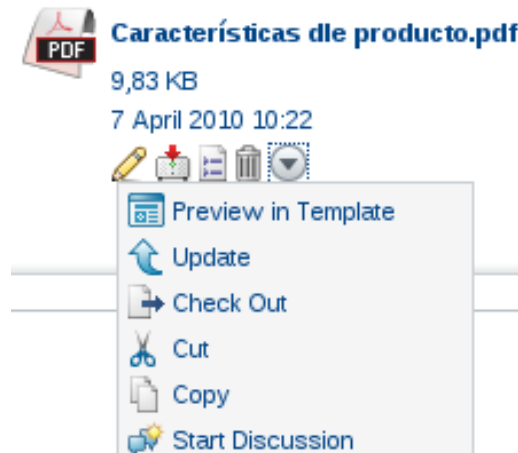 PDF
Características dle producto.pdf
9,83 KB
7 April 2010 10:22
Preview in Template
Update
Check Out
Cut
Copy
Start Discussion